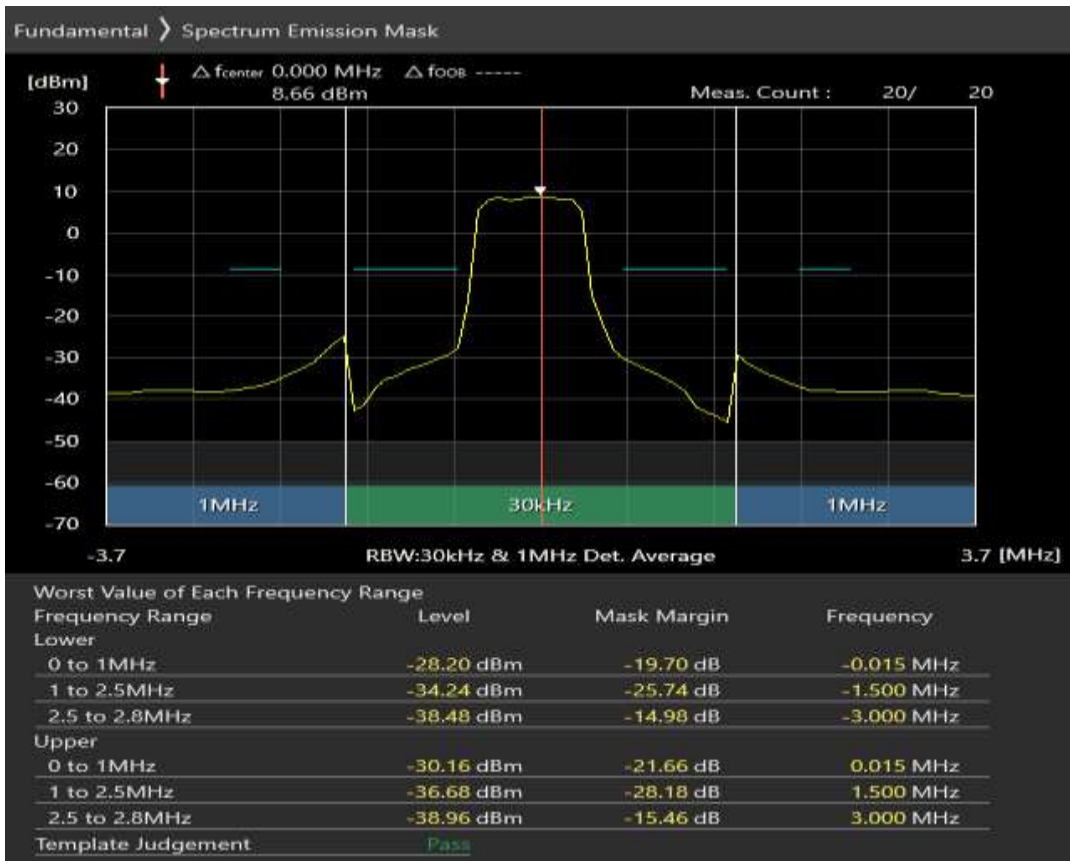 Fundamental 〉 Spectrum Emission Mask
[dBm]
△ fcenter 0.000 MHz △ fOOB -----
8.66 dBm
Meas. Count : 20/ 20
30
20
10
0
-10
-20
-30
-40
-50
-60
-70
1MHz 30kHz 1MHz
-3.7 RBW:30kHz & 1MHz Det. Average 3.7 [MHz]
Worst Value of Each Frequency Range
Frequency Range Level Mask Margin Frequency
Lower
0 to 1MHz -28.20 dBm -19.70 dB -0.015 MHz
1 to 2.5MHz -34.24 dBm -25.74 dB -1.500 MHz
2.5 to 2.8MHz -38.48 dBm -14.98 dB -3.000 MHz
Upper
0 to 1MHz -30.16 dBm -21.66 dB 0.015 MHz
1 to 2.5MHz -36.68 dBm -28.18 dB 1.500 MHz
2.5 to 2.8MHz -38.96 dBm -15.46 dB 3.000 MHz
Template Judgement Pass